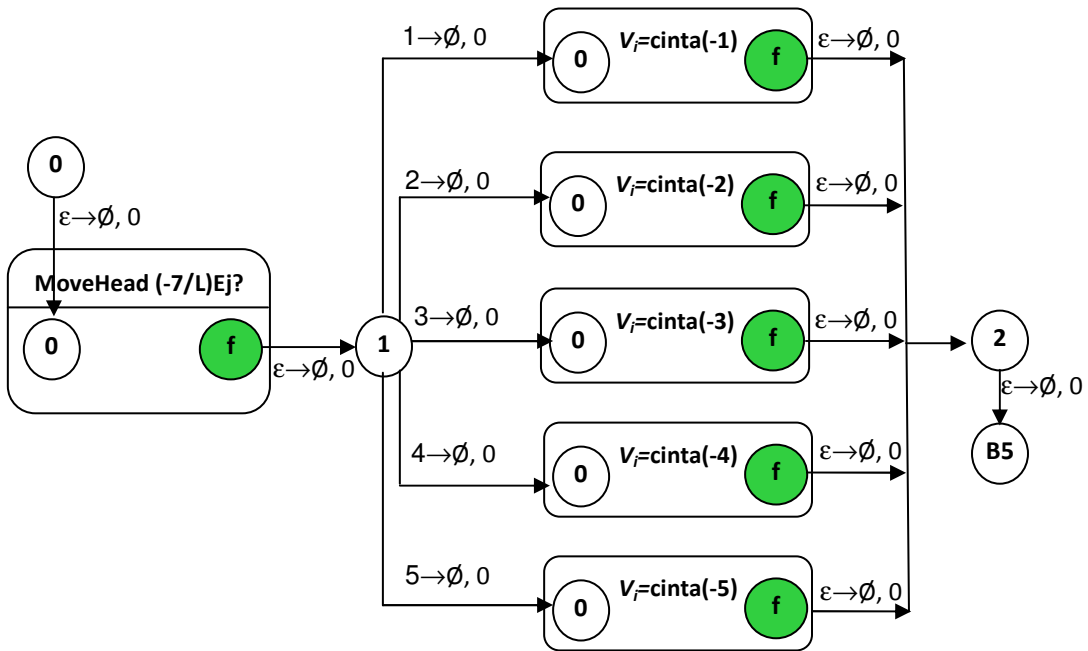 1→Ø, 0
0 Vi=cinta(-1) f
ε→Ø, 0
0
ε→Ø, 0
2→Ø, 0
0 Vi=cinta(-2) f
ε→Ø, 0
MoveHead (-7/L)Ej?
0 f
ε→Ø, 0
1
3→Ø, 0
0 Vi=cinta(-3) f
ε→Ø, 0
2
ε→Ø, 0
B5
4→Ø, 0
0 Vi=cinta(-4) f
ε→Ø, 0
5→Ø, 0
0 Vi=cinta(-5) f
ε→Ø, 0